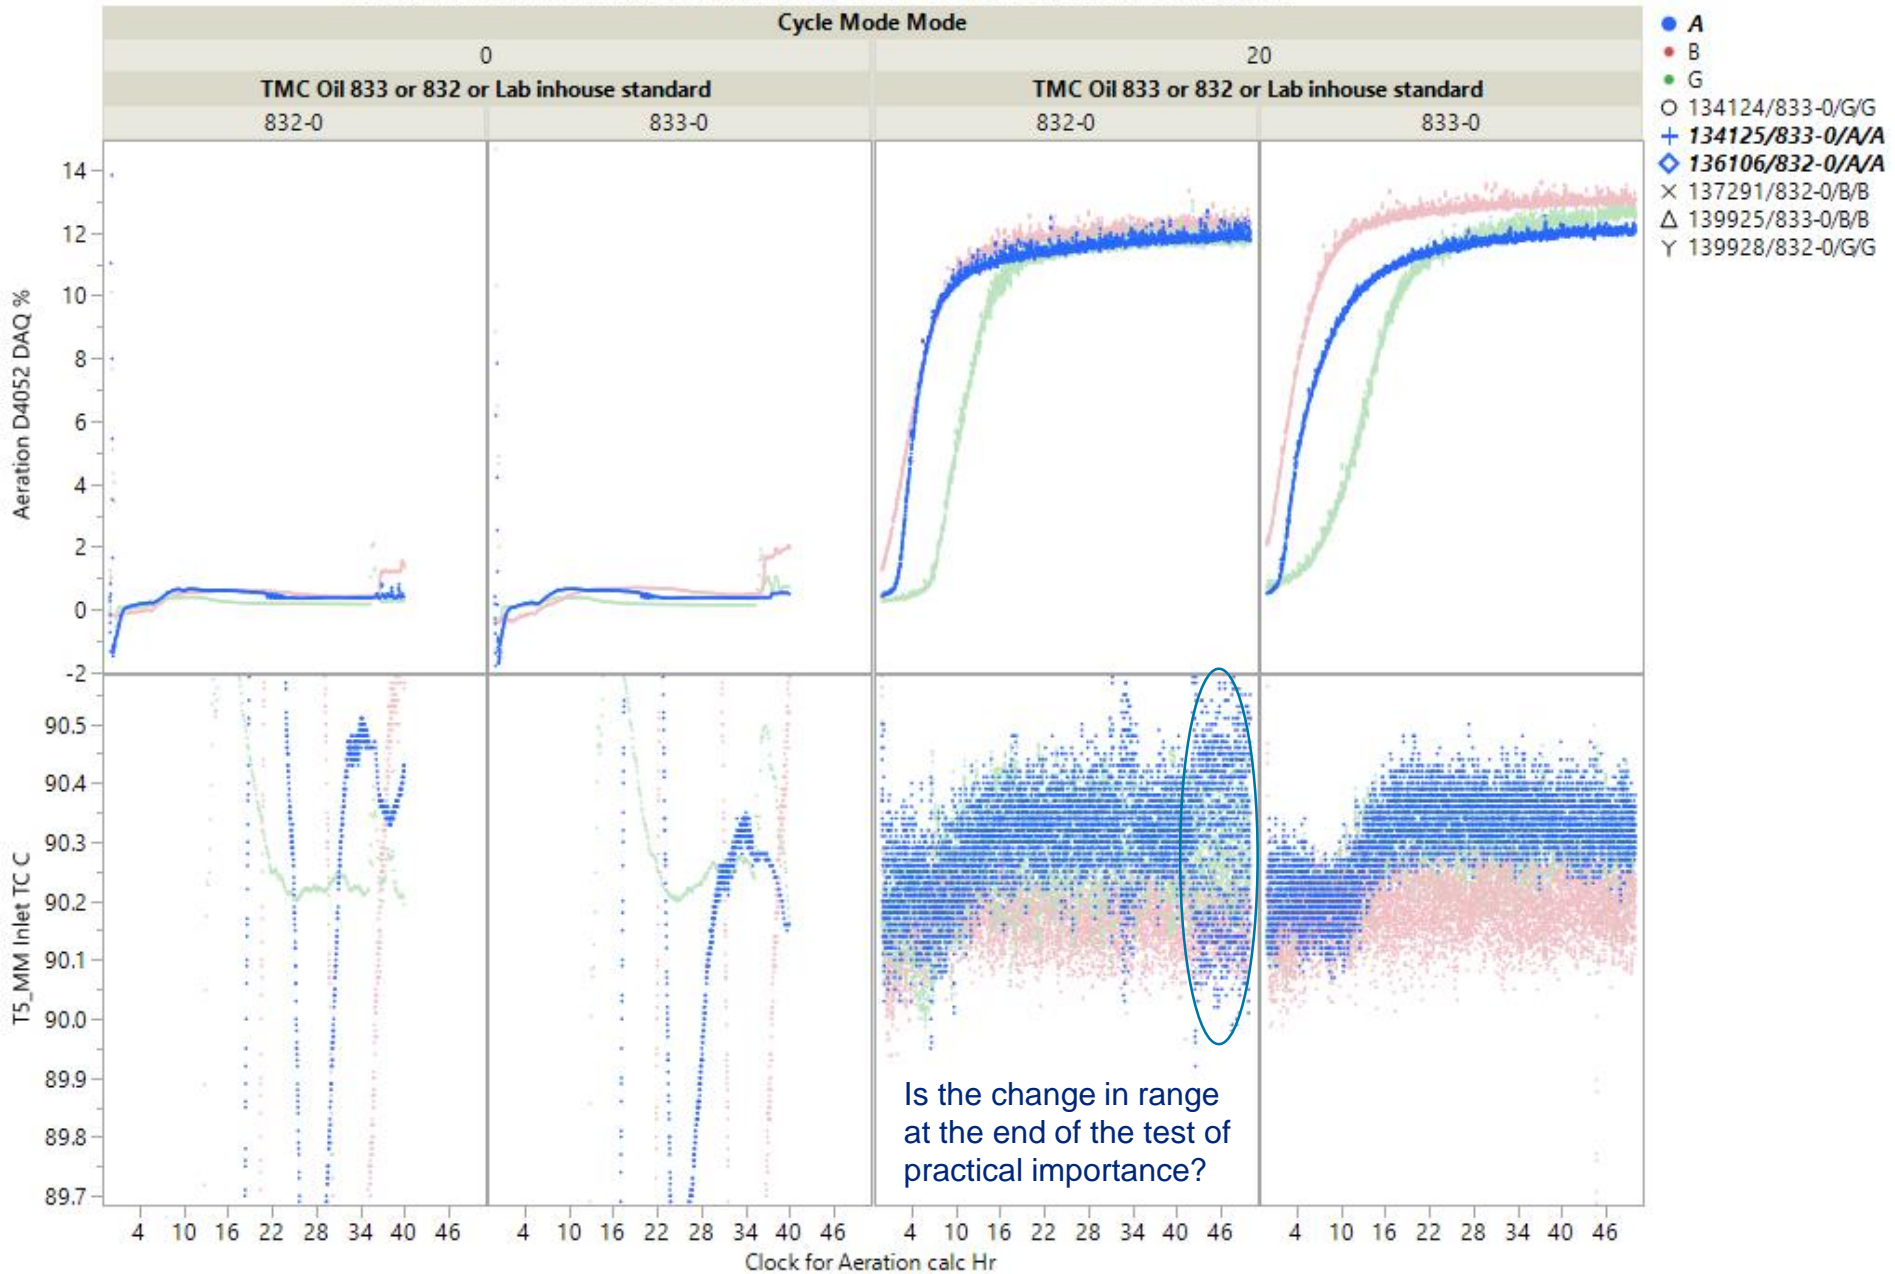 Cycle Mode Mode
0 20
TMC Oil 833 or 832 or Lab inhouse standard TMC Oil 833 or 832 or Lab inhouse standard
832-0 833-0 832-0 833-0
A
B
G
134124/833-0/G/G
134125/833-0/A/A
136106/832-0/A/A
137291/832-0/B/B
139925/833-0/B/B
139928/832-0/G/G
Aeration D4052 DAQ %
14
12
10
8
6
4
2
0
-2
T5_MM Inlet TC C
90.5
90.4
90.3
90.2
90.1
90.0
89.9
89.8
89.7
Is the change in range
at the end of the test of
practical importance?
4 10 16 22 28 34 40 46 4 10 16 22 28 34 40 46 4 10 16 22 28 34 40 46 4 10 16 22 28 34 40 46
Clock for Aeration calc Hr